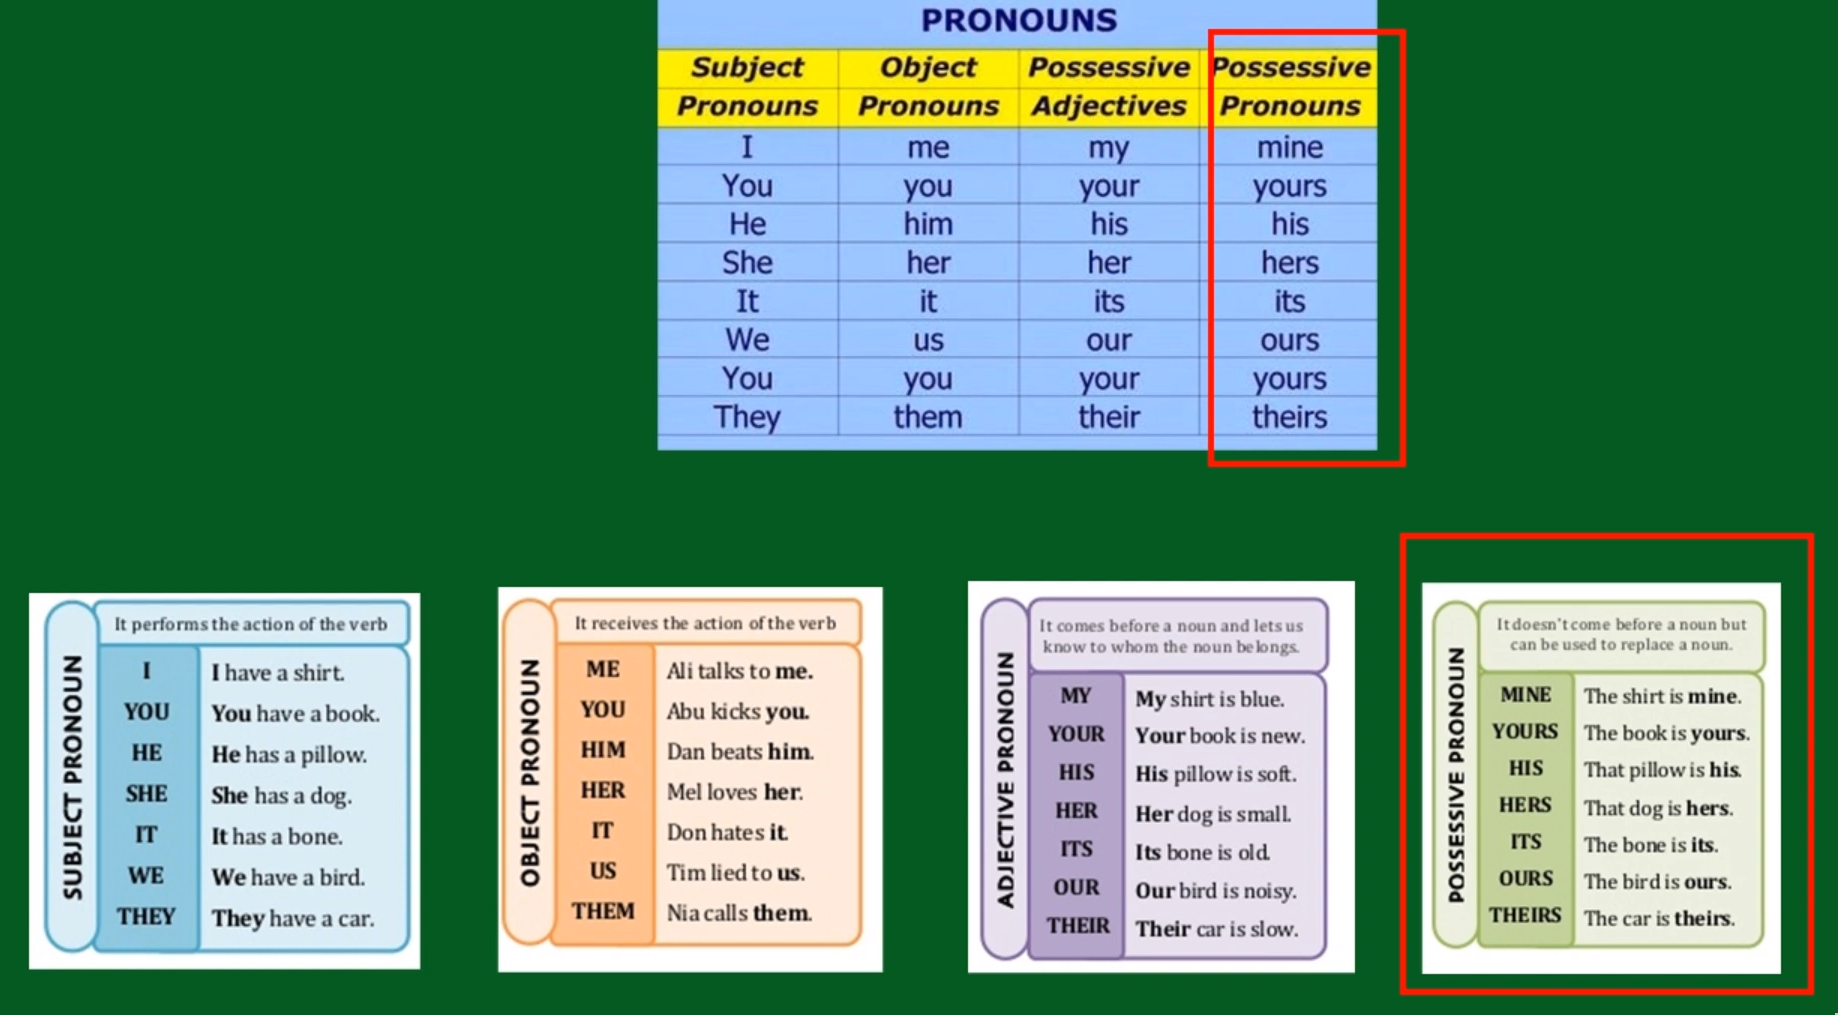 PRONOUNS
Subject Object Possessive Possessive
Pronouns Pronouns Adjectives Pronouns
I me my mine
You you your yours
He him his his
She her her hers
It it its its
We us our ours
You you your yours
They them their theirs
SUBJECT PRONOUN
It performs the action of the verb
I I have a shirt.
YOU You have a book.
HE He has a pillow.
SHE She has a dog.
IT It has a bone.
WE We have a bird.
THEY They have a car.
OBJECT PRONOUN
It receives the action of the verb
ME Ali talks to me.
YOU Abu kicks you.
HIM Dan beats him.
HER Mel loves her.
IT Don hates it.
US Tim lied to us.
THEM Nia calls them.
ADJECTIVE PRONOUN
It comes before a noun and lets us
know to whom the noun belongs.
MY My shirt is blue.
YOUR Your book is new.
HIS His pillow is soft.
HER Her dog is small.
ITS Its bone is old.
OUR Our bird is noisy.
THEIR Their car is slow.
POSSESSIVE PRONOUN
It doesn't come before a noun but
can be used to replace a noun.
MINE The shirt is mine.
YOURS The book is yours.
HIS That pillow is his.
HERS That dog is hers.
ITS The bone is its.
OURS The bird is ours.
THEIRS The car is theirs.